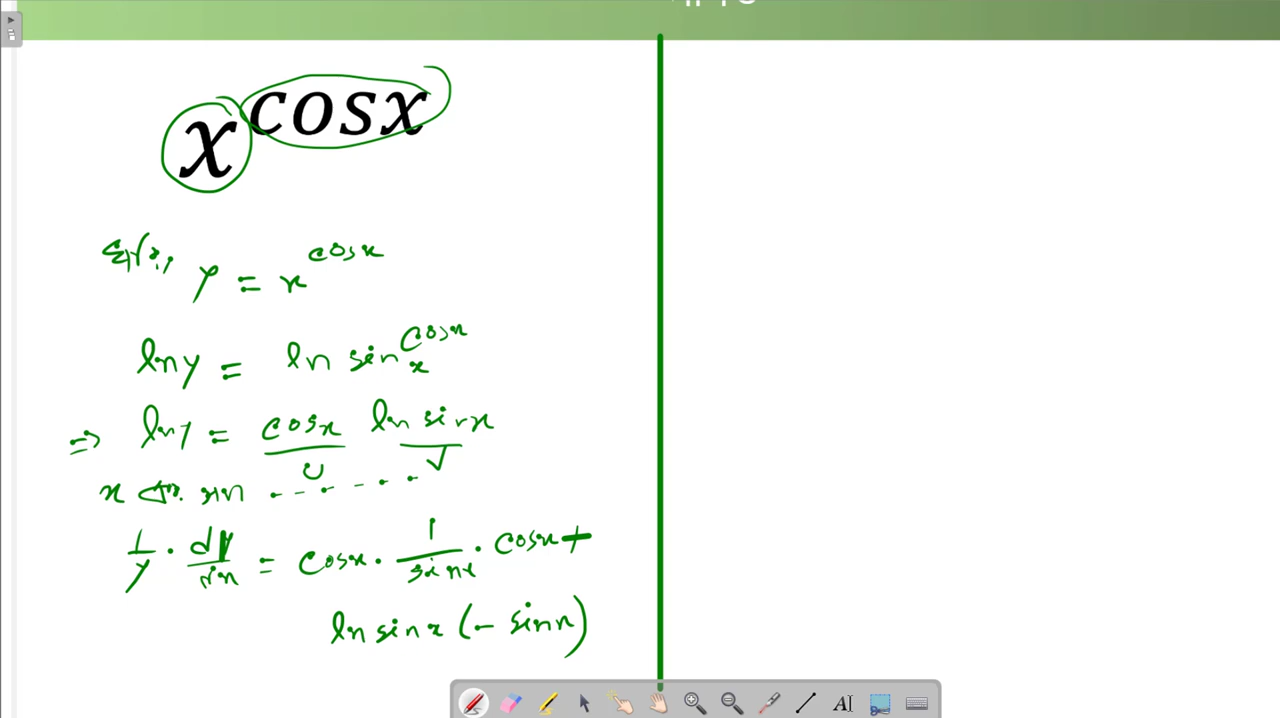 x^cosx
ধরি, y = x^cosx
ln y = ln sin x^cosx
⇒ ln y = cosx ln sinx
u v
x
1/y · dy/dx = cosx · 1/sinx · cosx +
ln sinx (- sinx)